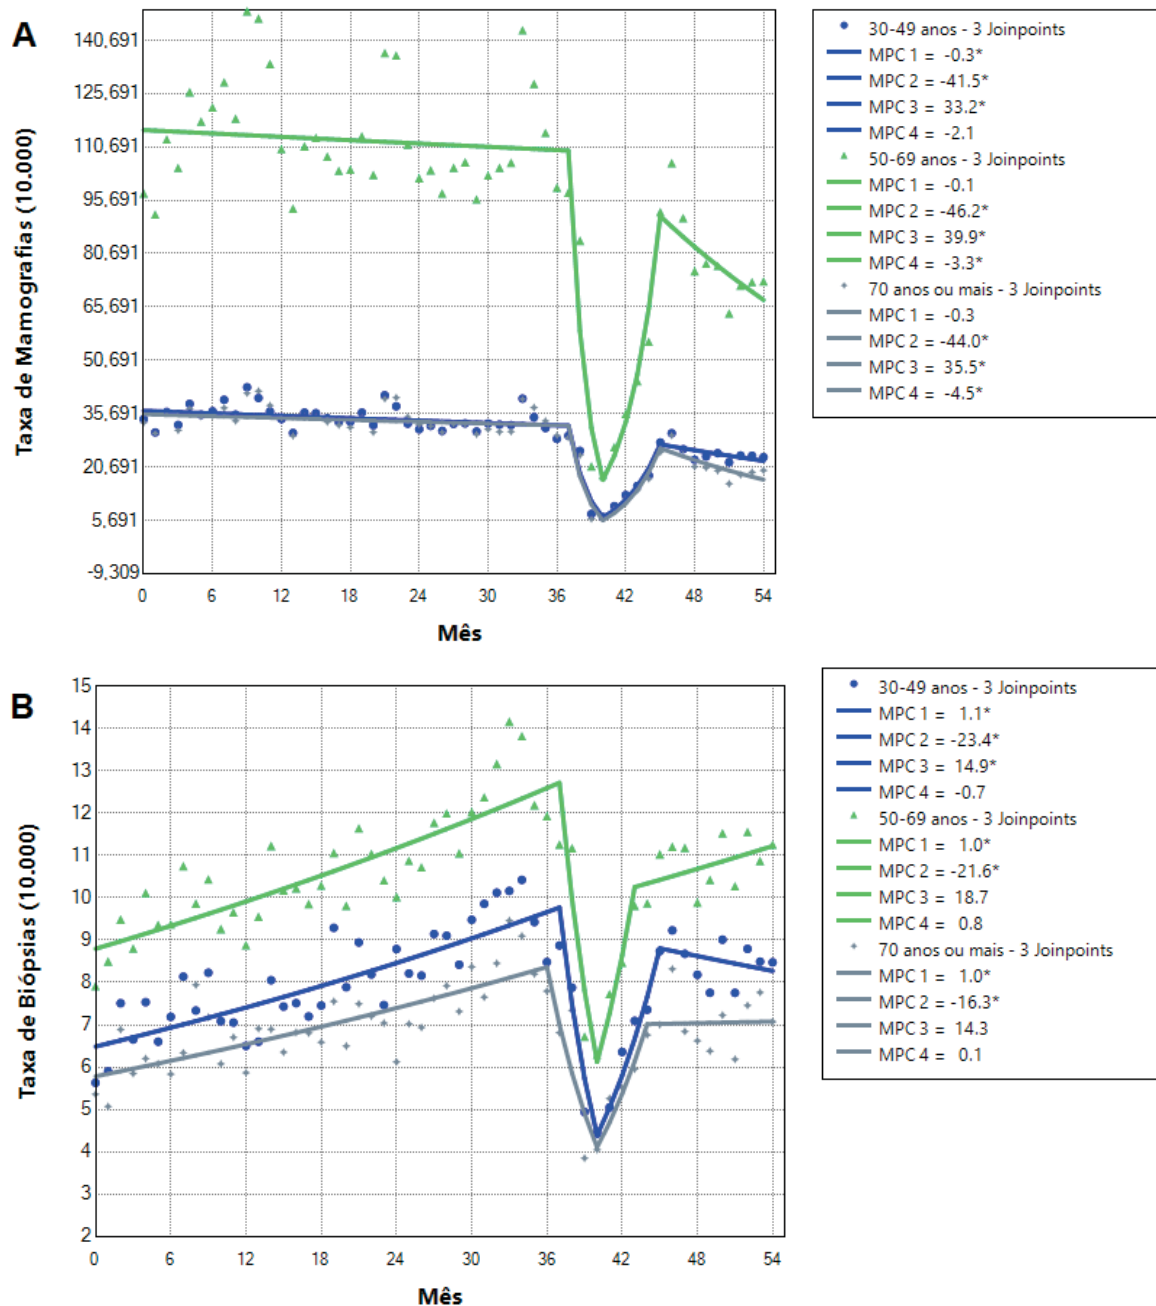 A
Taxa de Mamografias (10.000)
140,691
125,691
110,691
95,691
80,691
65,691
50,691
35,691
20,691
5,691
-9,309
0 6 12 18 24 30 36 42 48 54
Mês
30-49 anos - 3 Joinpoints
MPC 1 = -0.3*
MPC 2 = -41.5*
MPC 3 = 33.2*
MPC 4 = -2.1
50-69 anos - 3 Joinpoints
MPC 1 = -0.1
MPC 2 = -46.2*
MPC 3 = 39.9*
MPC 4 = -3.3*
70 anos ou mais - 3 Joinpoints
MPC 1 = -0.3
MPC 2 = -44.0*
MPC 3 = 35.5*
MPC 4 = -4.5*
B
Taxa de Biópsias (10.000)
15
14
13
12
11
10
9
8
7
6
5
4
3
2
0 6 12 18 24 30 36 42 48 54
Mês
30-49 anos - 3 Joinpoints
MPC 1 = 1.1*
MPC 2 = -23.4*
MPC 3 = 14.9*
MPC 4 = -0.7
50-69 anos - 3 Joinpoints
MPC 1 = 1.0*
MPC 2 = -21.6*
MPC 3 = 18.7
MPC 4 = 0.8
70 anos ou mais - 3 Joinpoints
MPC 1 = 1.0*
MPC 2 = -16.3*
MPC 3 = 14.3
MPC 4 = 0.1